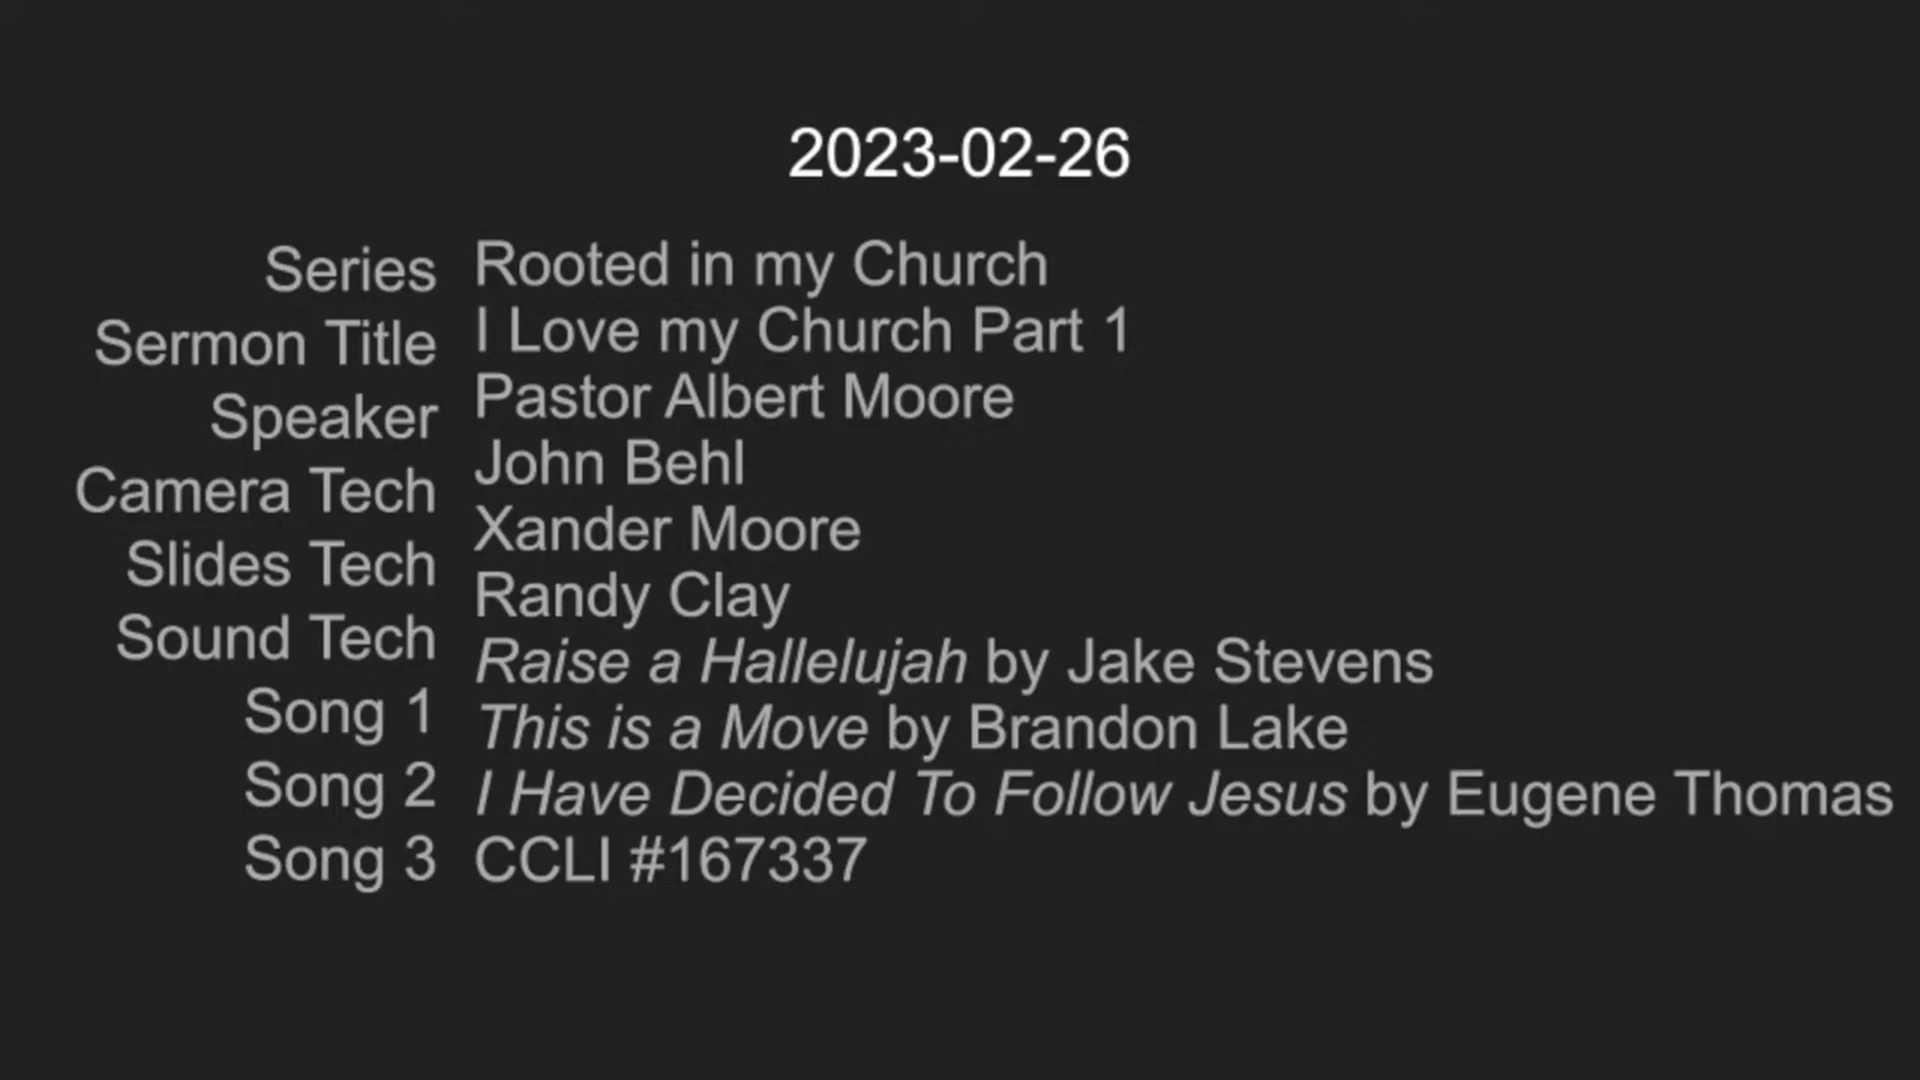 2023-02-26
Series Rooted in my Church
Sermon Title I Love my Church Part 1
Speaker Pastor Albert Moore
Camera Tech John Behl
Slides Tech Xander Moore
Sound Tech Randy Clay
Song 1 Raise a Hallelujah by Jake Stevens
Song 2 This is a Move by Brandon Lake
Song 3 I Have Decided To Follow Jesus by Eugene Thomas
CCLI #167337